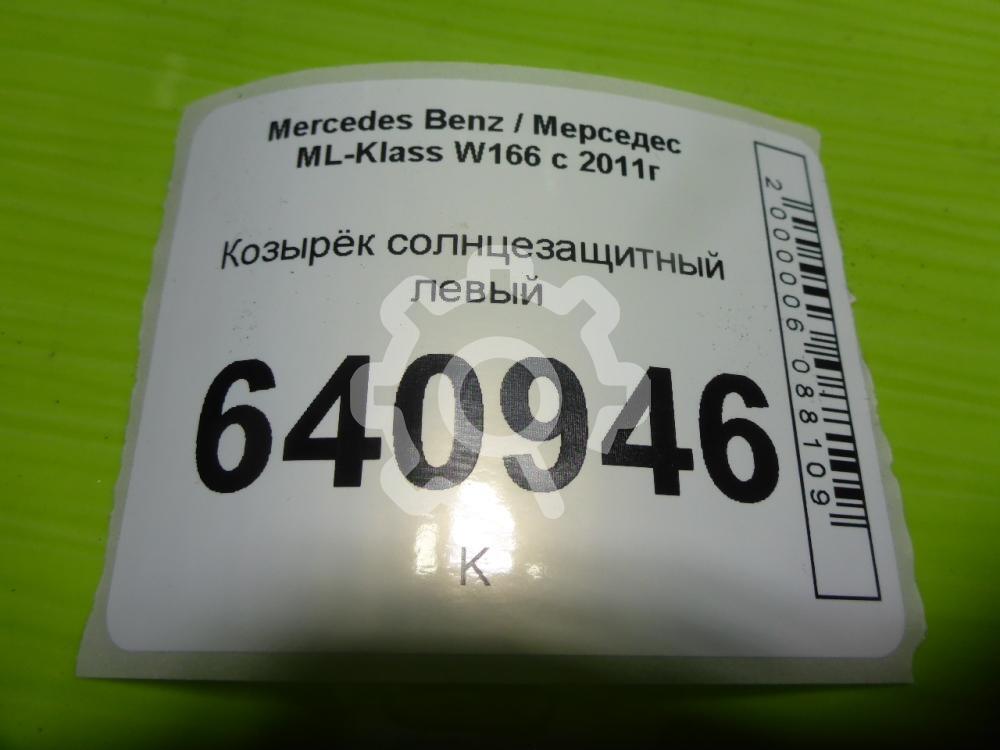 Mercedes Benz / Мерседес
ML-Klass W166 с 2011г
Козырёк солнцезащитный
левый
640946
К
2000006088109